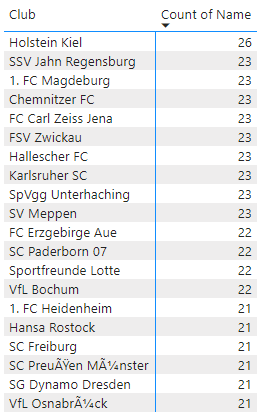 Club Count of Name
Holstein Kiel 26
SSV Jahn Regensburg 23
1. FC Magdeburg 23
Chemnitzer FC 23
FC Carl Zeiss Jena 23
FSV Zwickau 23
Hallescher FC 23
Karlsruher SC 23
SpVgg Unterhaching 23
SV Meppen 23
FC Erzgebirge Aue 22
SC Paderborn 07 22
Sportfreunde Lotte 22
VfL Bochum 22
1. FC Heidenheim 21
Hansa Rostock 21
SC Freiburg 21
SC PreuÃŸen MÃ¼nster 21
SG Dynamo Dresden 21
VfL OsnabrÃ¼ck 21